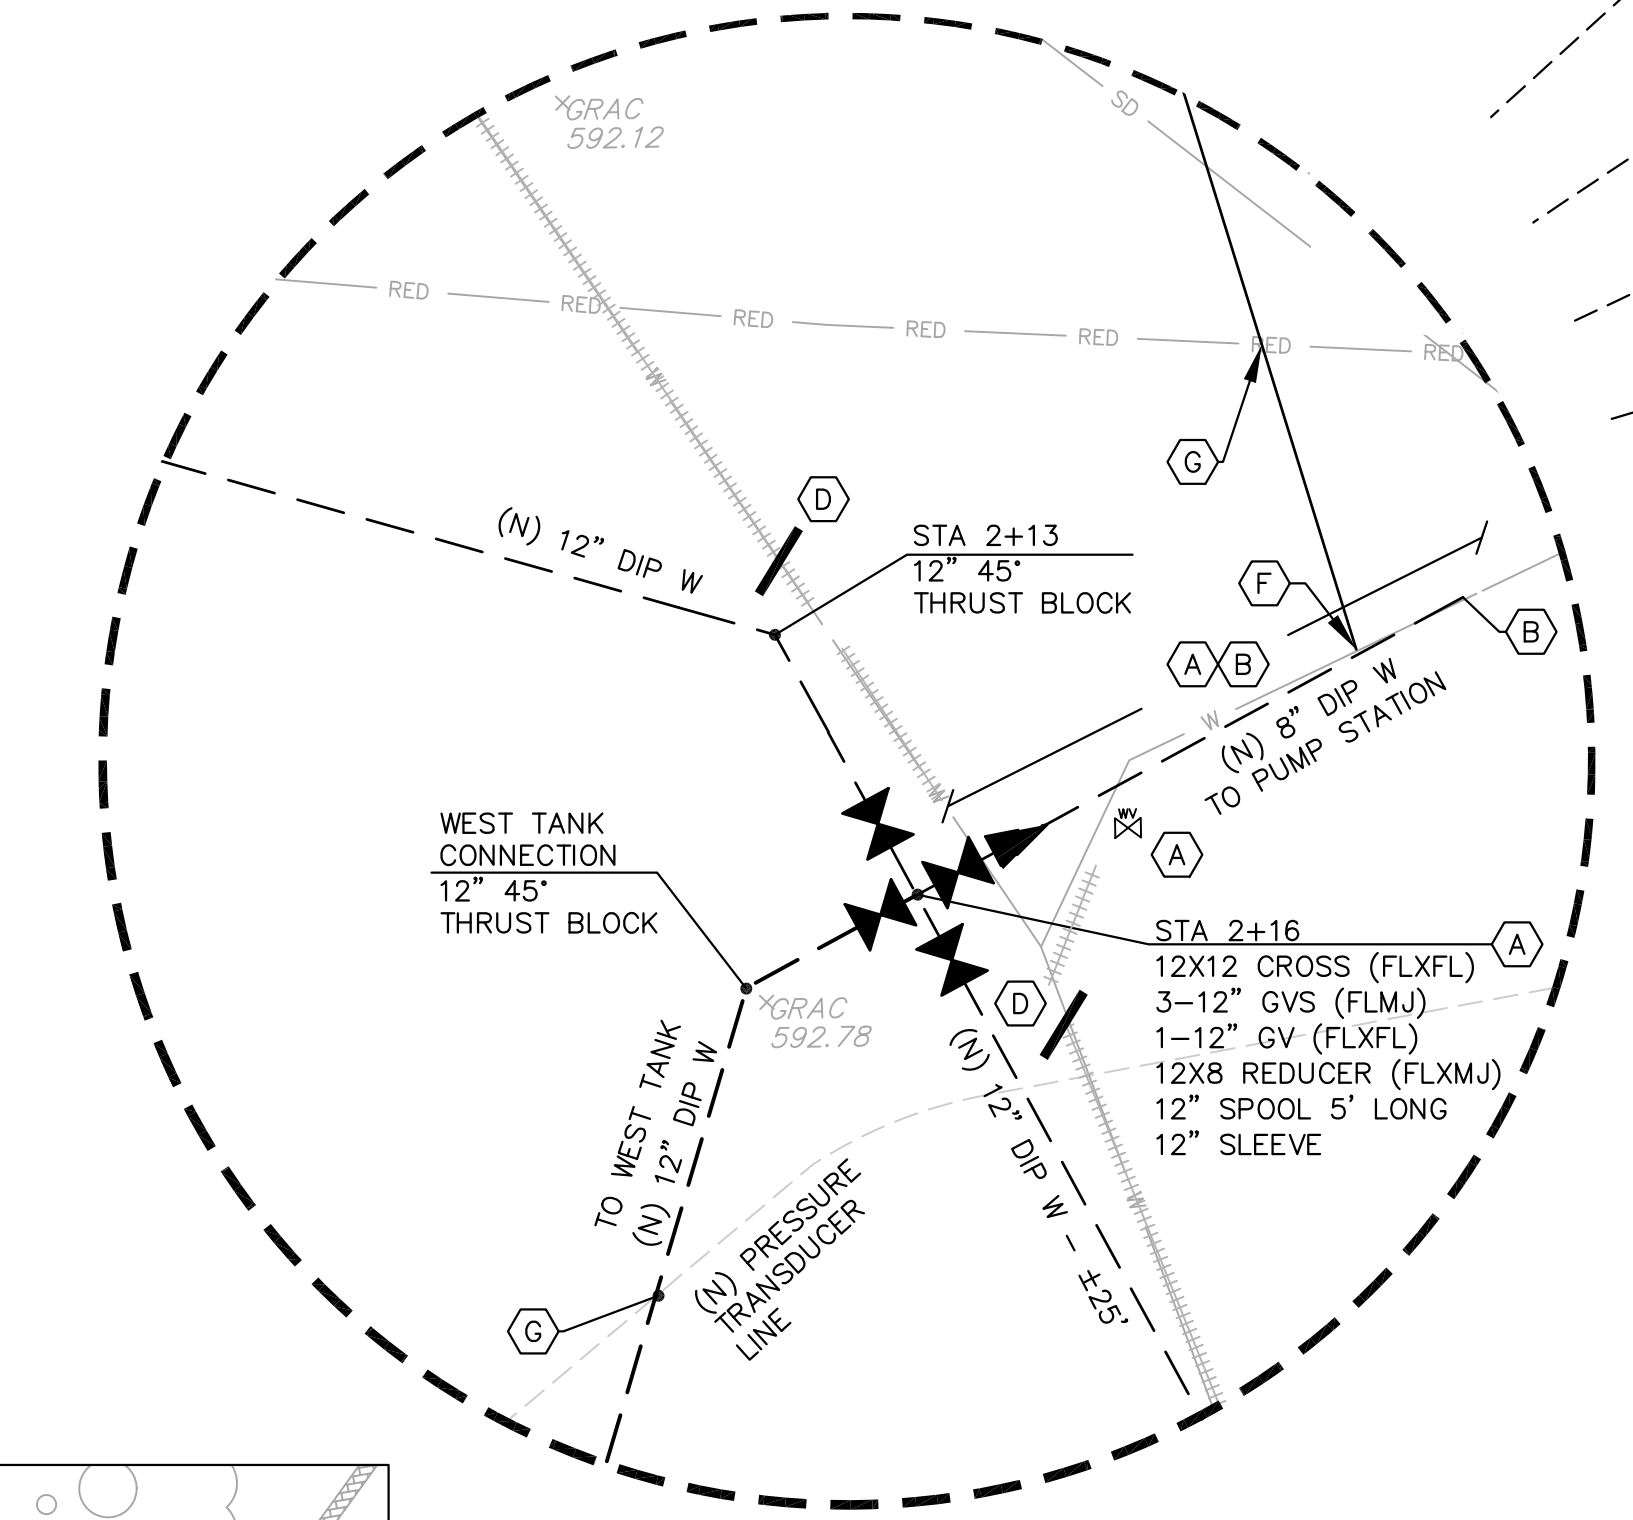 GRAC
592.12
SD
RED
RED
RED
RED
RED
RED
RED
W
G
D
(N) 12” DIP W
STA 2+13
12” 45°
THRUST BLOCK
F
B
A
B
W
(N) 8” DIP W
TO PUMP STATION
W
WV
A
WEST TANK
CONNECTION
12” 45°
THRUST BLOCK
STA 2+16
A
12X12 CROSS (FLXFL)
3–12” GVS (FLMJ)
1–12” GV (FLXFL)
12X8 REDUCER (FLXMJ)
12” SPOOL 5’ LONG
12” SLEEVE
D
GRAC
592.78
TO WEST TANK
(N) 12” DIP W
(N) 12” DIP W – ±25’
W
(N) PRESSURE
TRANSDUCER
LINE
G